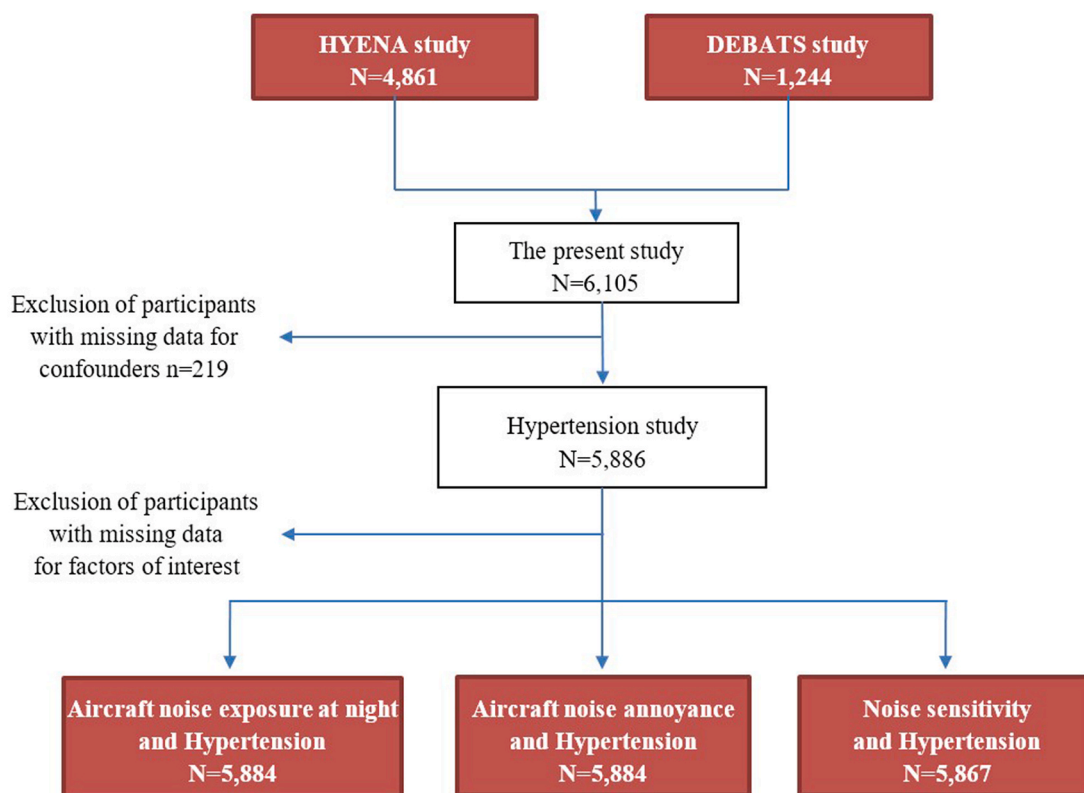 HYENA study
N=4,861
DEBATS study
N=1,244
The present study
N=6,105
Exclusion of participants
with missing data for
confounders n=219
Hypertension study
N=5,886
Exclusion of participants
with missing data
for factors of interest
Aircraft noise exposure at night
and Hypertension
N=5,884
Aircraft noise annoyance
and Hypertension
N=5,884
Noise sensitivity
and Hypertension
N=5,867